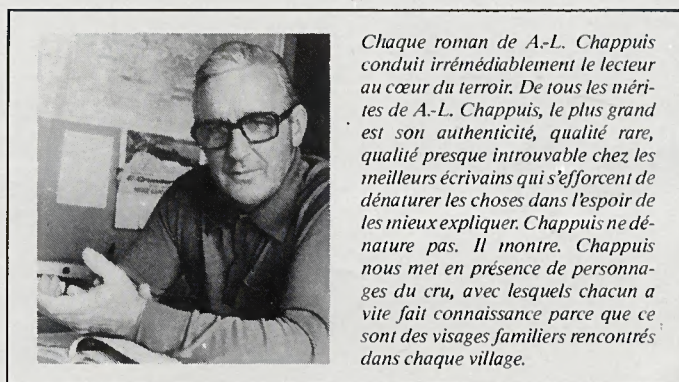 Chaque roman de A.-L. Chappuis
conduit irrémédiablement le lecteur
au cœur du terroir. De tous les méri-
tes de A.-L. Chappuis, le plus grand
est son authenticité, qualité rare,
qualité presque introuvable chez les
meilleurs écrivains qui s'efforcent de
dénaturer les choses dans l'espoir de
les mieux expliquer. Chappuis ne dé-
nature pas. Il montre. Chappuis
nous met en présence de personna-
ges du cru, avec lesquels chacun a
vite fait connaissance parce que ce
sont des visages familiers rencontrés
dans chaque village.